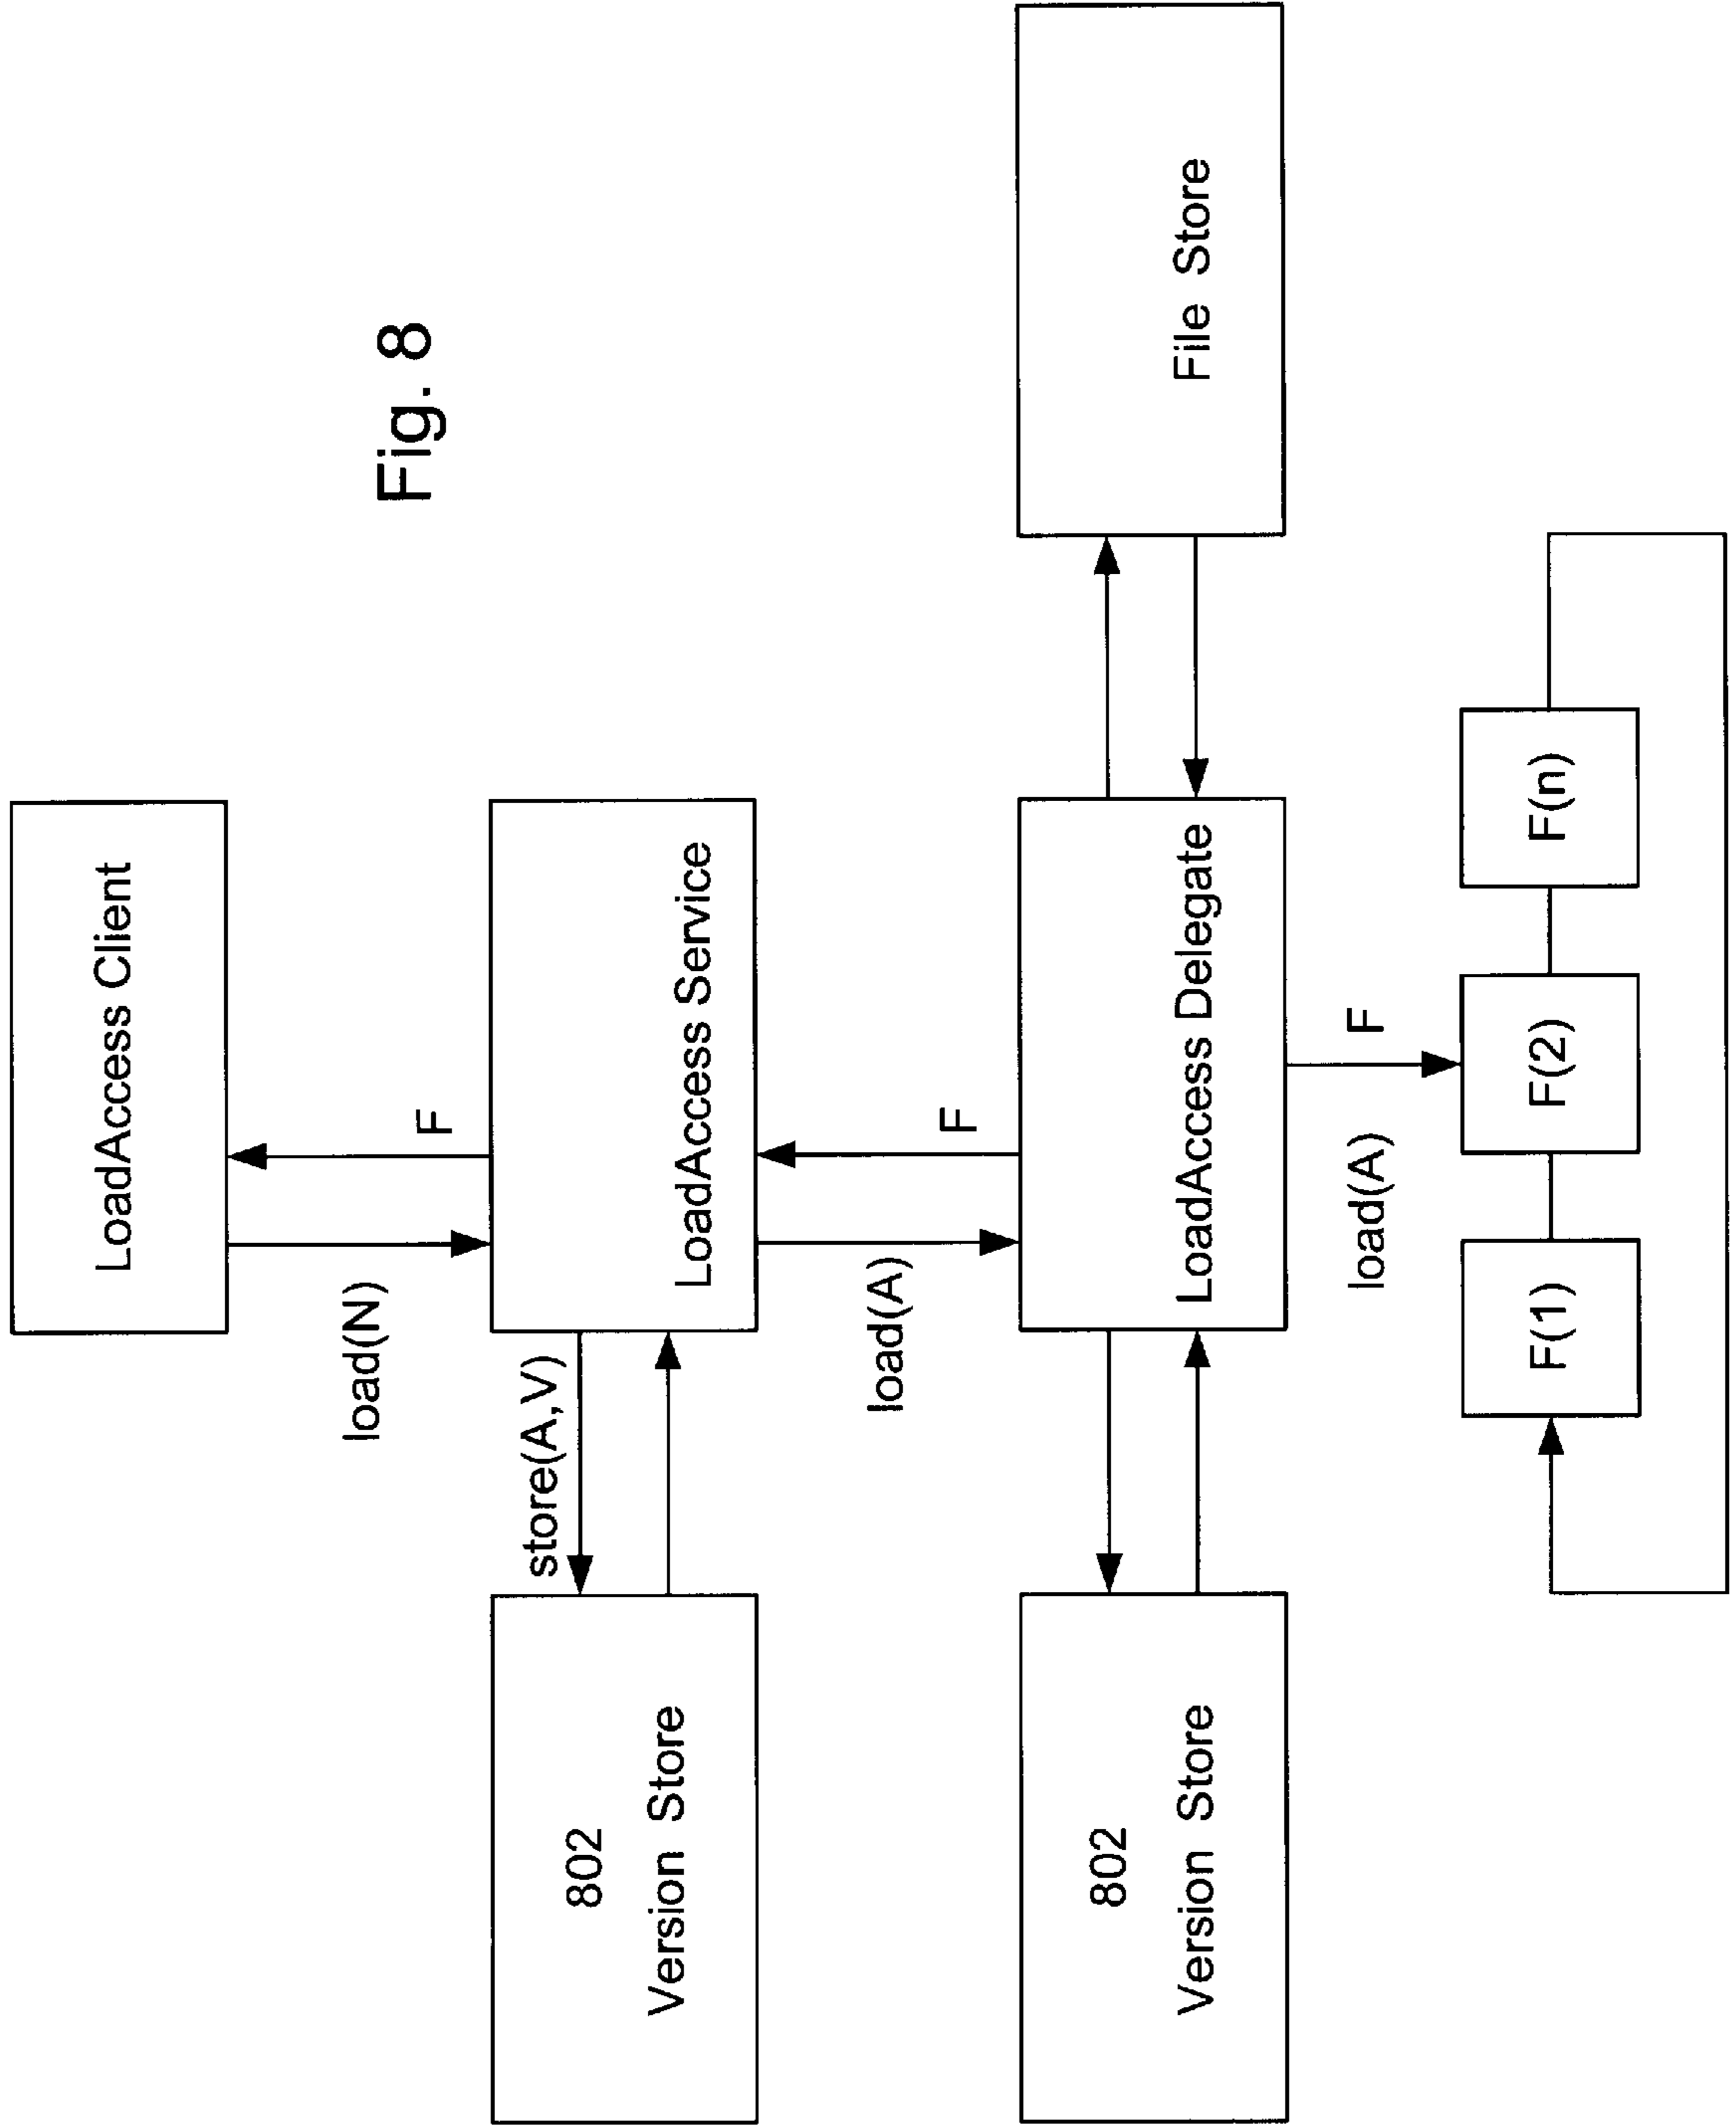 Fig. 8
LoadAccess Client
load(N)
F
802
Version Store
store(A,V)
LoadAccess Service
load(A)
F
802
Version Store
LoadAccess Delegate
File Store
load(A)
F
F(1)
F(2)
F(n)